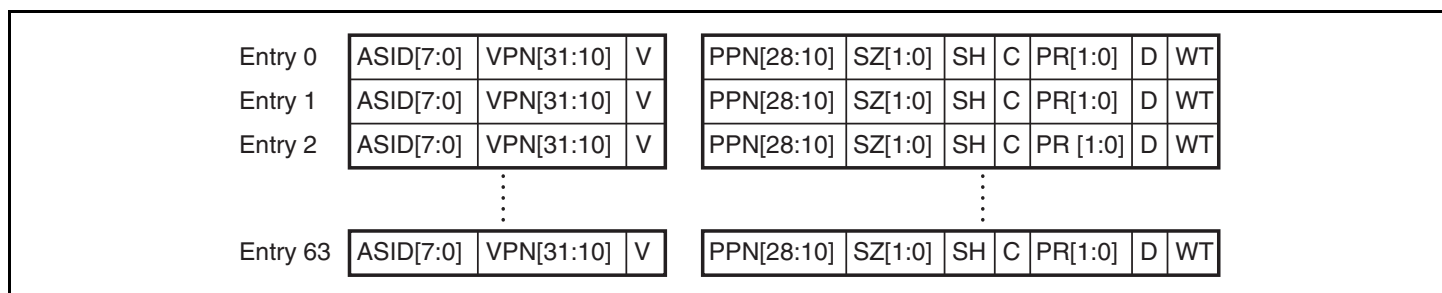 Entry 0 ASID[7:0] VPN[31:10] V PPN[28:10] SZ[1:0] SH C PR[1:0] D WT
Entry 1 ASID[7:0] VPN[31:10] V PPN[28:10] SZ[1:0] SH C PR[1:0] D WT
Entry 2 ASID[7:0] VPN[31:10] V PPN[28:10] SZ[1:0] SH C PR [1:0] D WT
Entry 63 ASID[7:0] VPN[31:10] V PPN[28:10] SZ[1:0] SH C PR[1:0] D WT